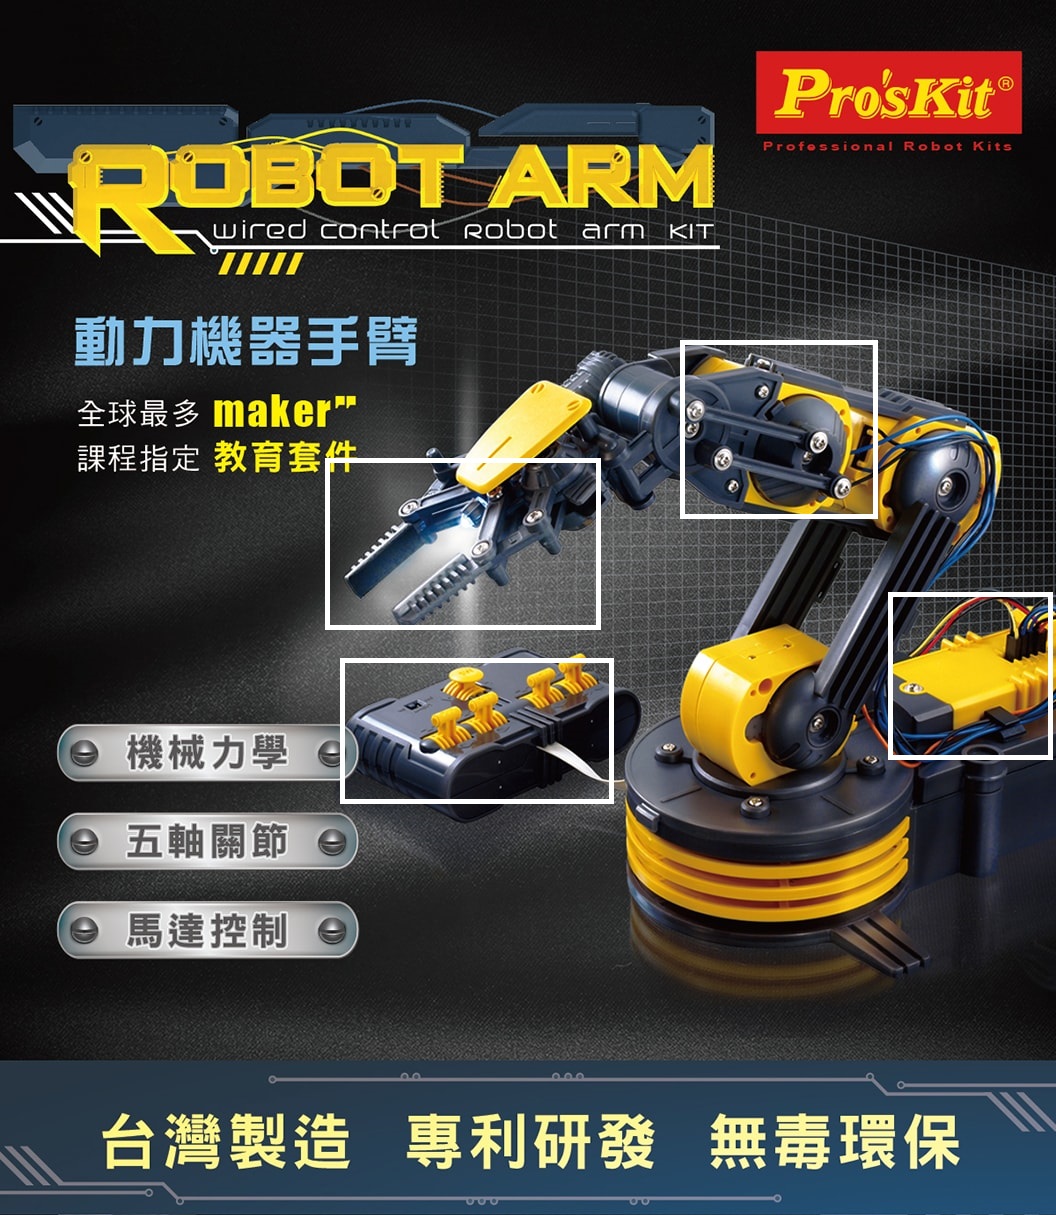 Pro'sKit®
Professional Robot Kits
ROBOT ARM
wired control Robot arm KIT
動力機器手臂
全球最多 maker"
課程指定 教育套件
機械力學
五軸關節
馬達控制
台灣製造 專利研發 無毒環保